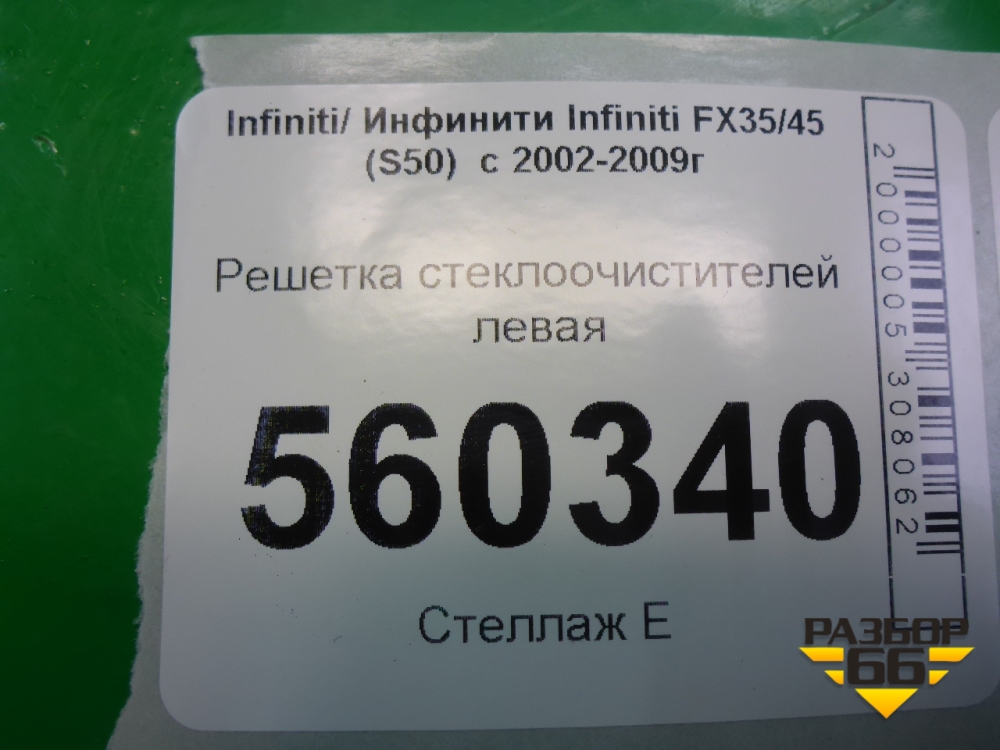 Infiniti/ Инфинити Infiniti FX35/45
(S50) с 2002-2009г
Решетка стеклоочистителей
левая
560340
Стеллаж Е
2000005308062
РАЗБОР
66